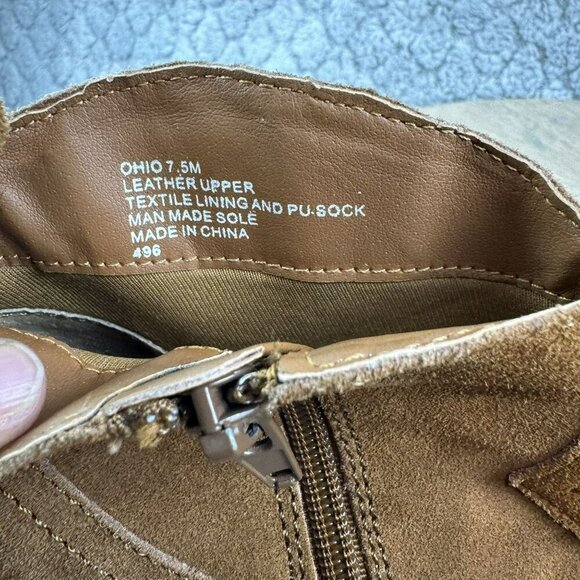 OHIO 7.5M
LEATHER UPPER
TEXTILE LINING AND PU SOCK
MAN MADE SOLE
MADE IN CHINA
496